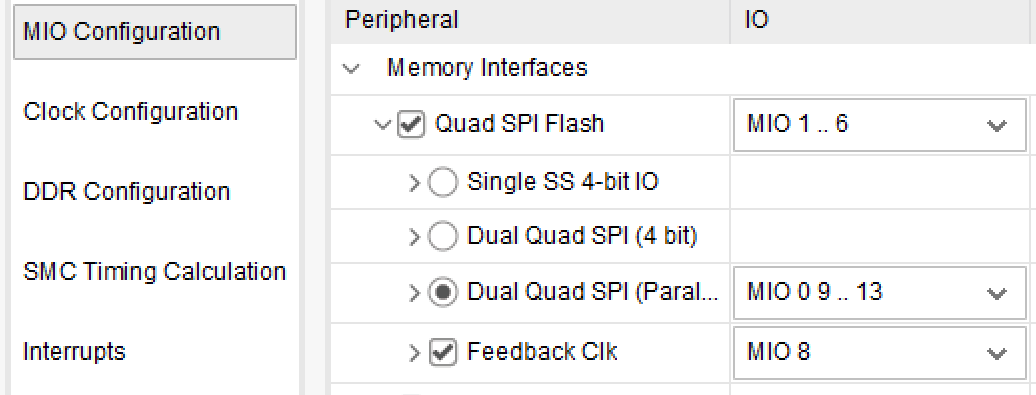 MIO Configuration
Clock Configuration
DDR Configuration
SMC Timing Calculation
Interrupts
Peripheral IO
Memory Interfaces
Quad SPI Flash MIO 1 .. 6
Single SS 4-bit IO
Dual Quad SPI (4 bit)
Dual Quad SPI (Paral... MIO 0 9 .. 13
Feedback Clk MIO 8